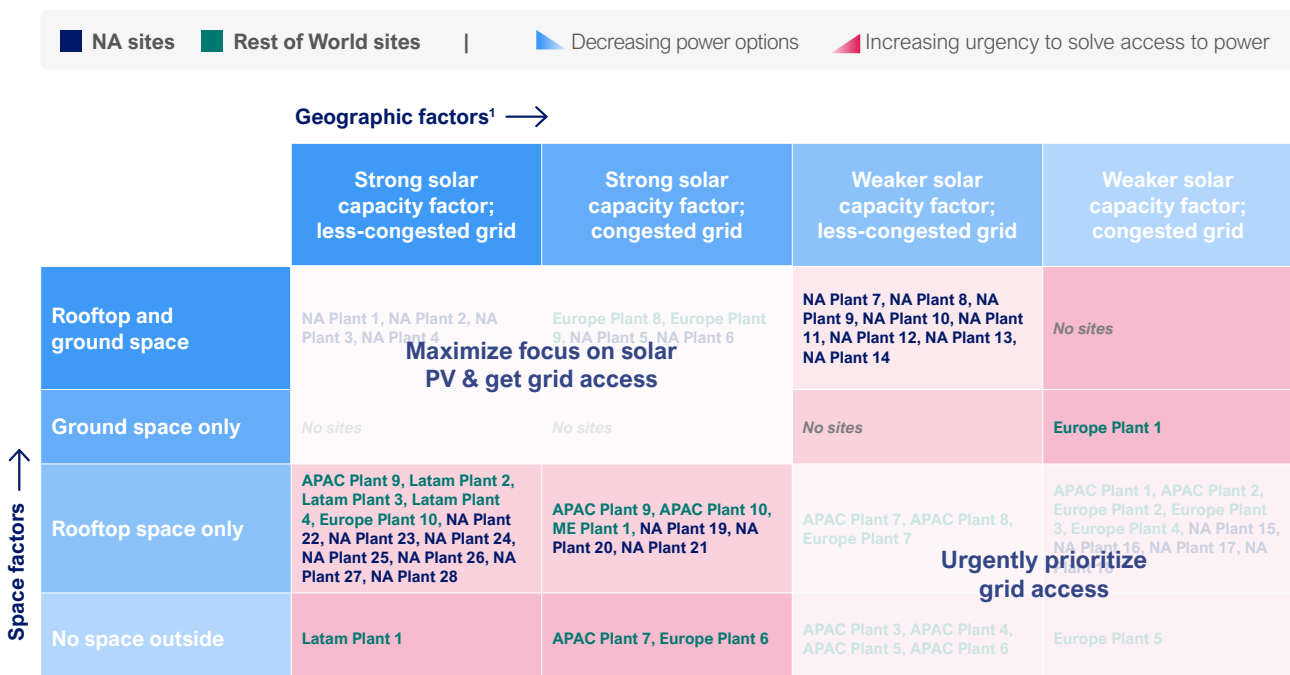 NA sites
Rest of World sites
|
Decreasing power options
Increasing urgency to solve access to power
Geographic factors¹
Strong solar
capacity factor;
less-congested grid
Strong solar
capacity factor;
congested grid
Weaker solar
capacity factor;
less-congested grid
Weaker solar
capacity factor;
congested grid
Space factors
Rooftop and
ground space
NA Plant 1, NA Plant 2, NA
Plant 3, NA Plant 4
Europe Plant 8, Europe Plant
9, NA Plant 5, NA Plant 6
NA Plant 7, NA Plant 8, NA
Plant 9, NA Plant 10, NA Plant
11, NA Plant 12, NA Plant 13,
NA Plant 14
No sites
Maximize focus on solar
PV & get grid access
Ground space only
No sites
No sites
No sites
Europe Plant 1
Rooftop space only
APAC Plant 9, Latam Plant 2,
Latam Plant 3, Latam Plant
4, Europe Plant 10, NA Plant
22, NA Plant 23, NA Plant 24,
NA Plant 25, NA Plant 26, NA
Plant 27, NA Plant 28
APAC Plant 9, APAC Plant 10,
ME Plant 1, NA Plant 19, NA
Plant 20, NA Plant 21
APAC Plant 7, APAC Plant 8,
Europe Plant 7
APAC Plant 1, APAC Plant 2,
Europe Plant 2, Europe Plant
3, Europe Plant 4, NA Plant 15,
NA Plant 16, NA Plant 17, NA
Urgently prioritize
grid access
No space outside
Latam Plant 1
APAC Plant 7, Europe Plant 6
APAC Plant 3, APAC Plant 4,
APAC Plant 5, APAC Plant 6
Europe Plant 5